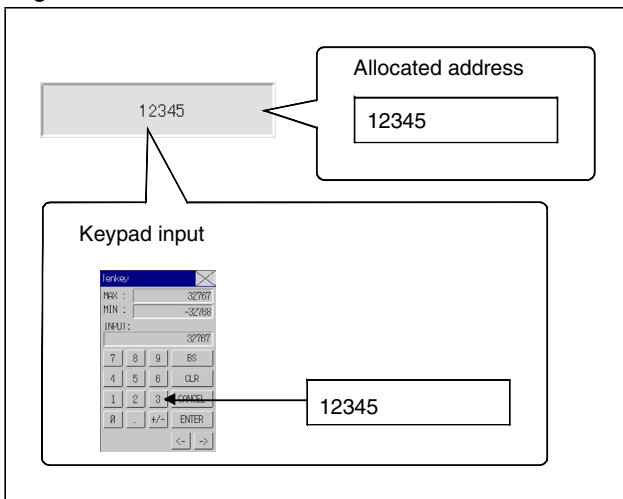 Allocated address
12345
12345
Keypad input
Tenkey
MAX : 32767
MIN : -32768
INPUT:
32767
7 8 9 BS
4 5 6 CLR
1 2 3 CANCEL
0 . +/- ENTER
<- ->
12345